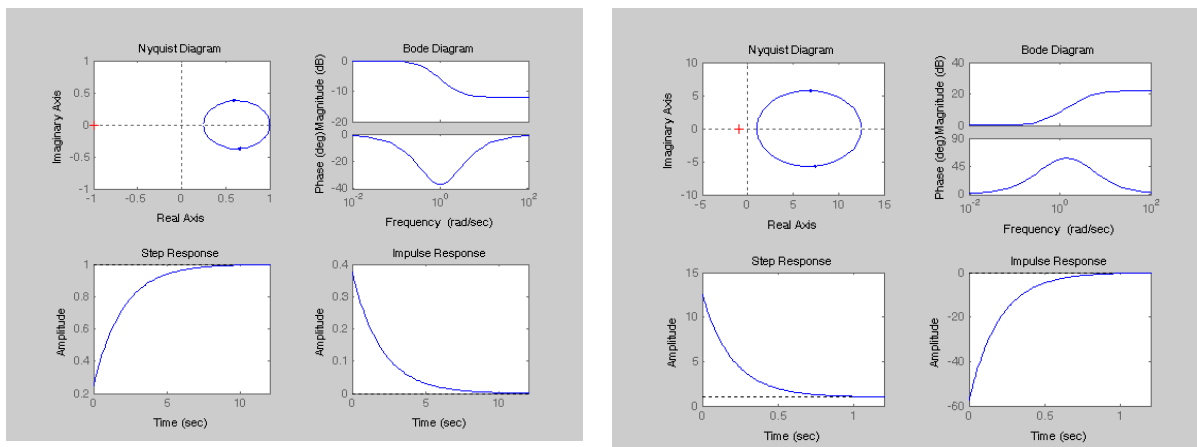 Nyquist Diagram
1
0.5
0
-0.5
-1
-1
-0.5
0
0.5
1
Imaginary Axis
Real Axis
Bode Diagram
0
-10
-20
Magnitude (dB)
0
-20
-40
Phase (deg)
10^-2
10^0
10^2
Frequency (rad/sec)
Step Response
1
0.8
0.6
0.4
0.2
0
5
10
Amplitude
Time (sec)
Impulse Response
0.4
0.3
0.2
0.1
0
0
5
10
Amplitude
Time (sec)
Nyquist Diagram
10
5
0
-5
-10
-5
0
5
10
15
Imaginary Axis
Real Axis
Bode Diagram
40
20
0
Magnitude (dB)
90
45
0
Phase (deg)
10^-2
10^0
10^2
Frequency (rad/sec)
Step Response
15
10
5
0
0
0.5
1
Amplitude
Time (sec)
Impulse Response
0
-20
-40
-60
0
0.5
1
Amplitude
Time (sec)